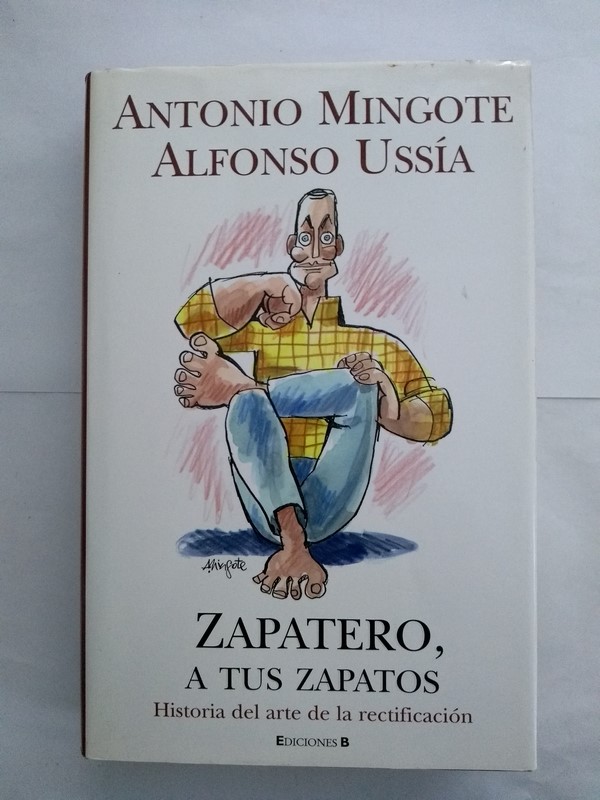 ANTONIO MINGOTE
ALFONSO USSÍA
Mingote
ZAPATERO,
A TUS ZAPATOS
Historia del arte de la rectificación
EDICIONES B